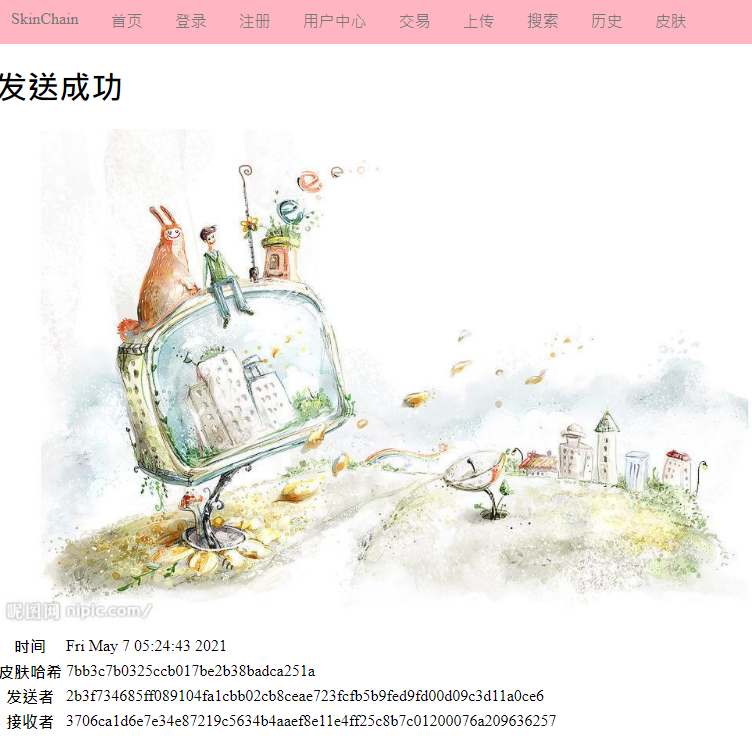 SkinChain 首页 登录 注册 用户中心 交易 上传 搜索 历史 皮肤
发送成功
昵图网 nipic.com/
时间 Fri May 7 05:24:43 2021
皮肤哈希 7bb3c7b0325ccb017be2b38badca251a
发送者 2b3f734685ff089104fa1cbb02cb8ceae723fcfb5b9fed9fd00d09c3d11a0ce6
接收者 3706ca1d6e7e34e87219c5634b4aaef8e11e4ff25c8b7c01200076a209636257